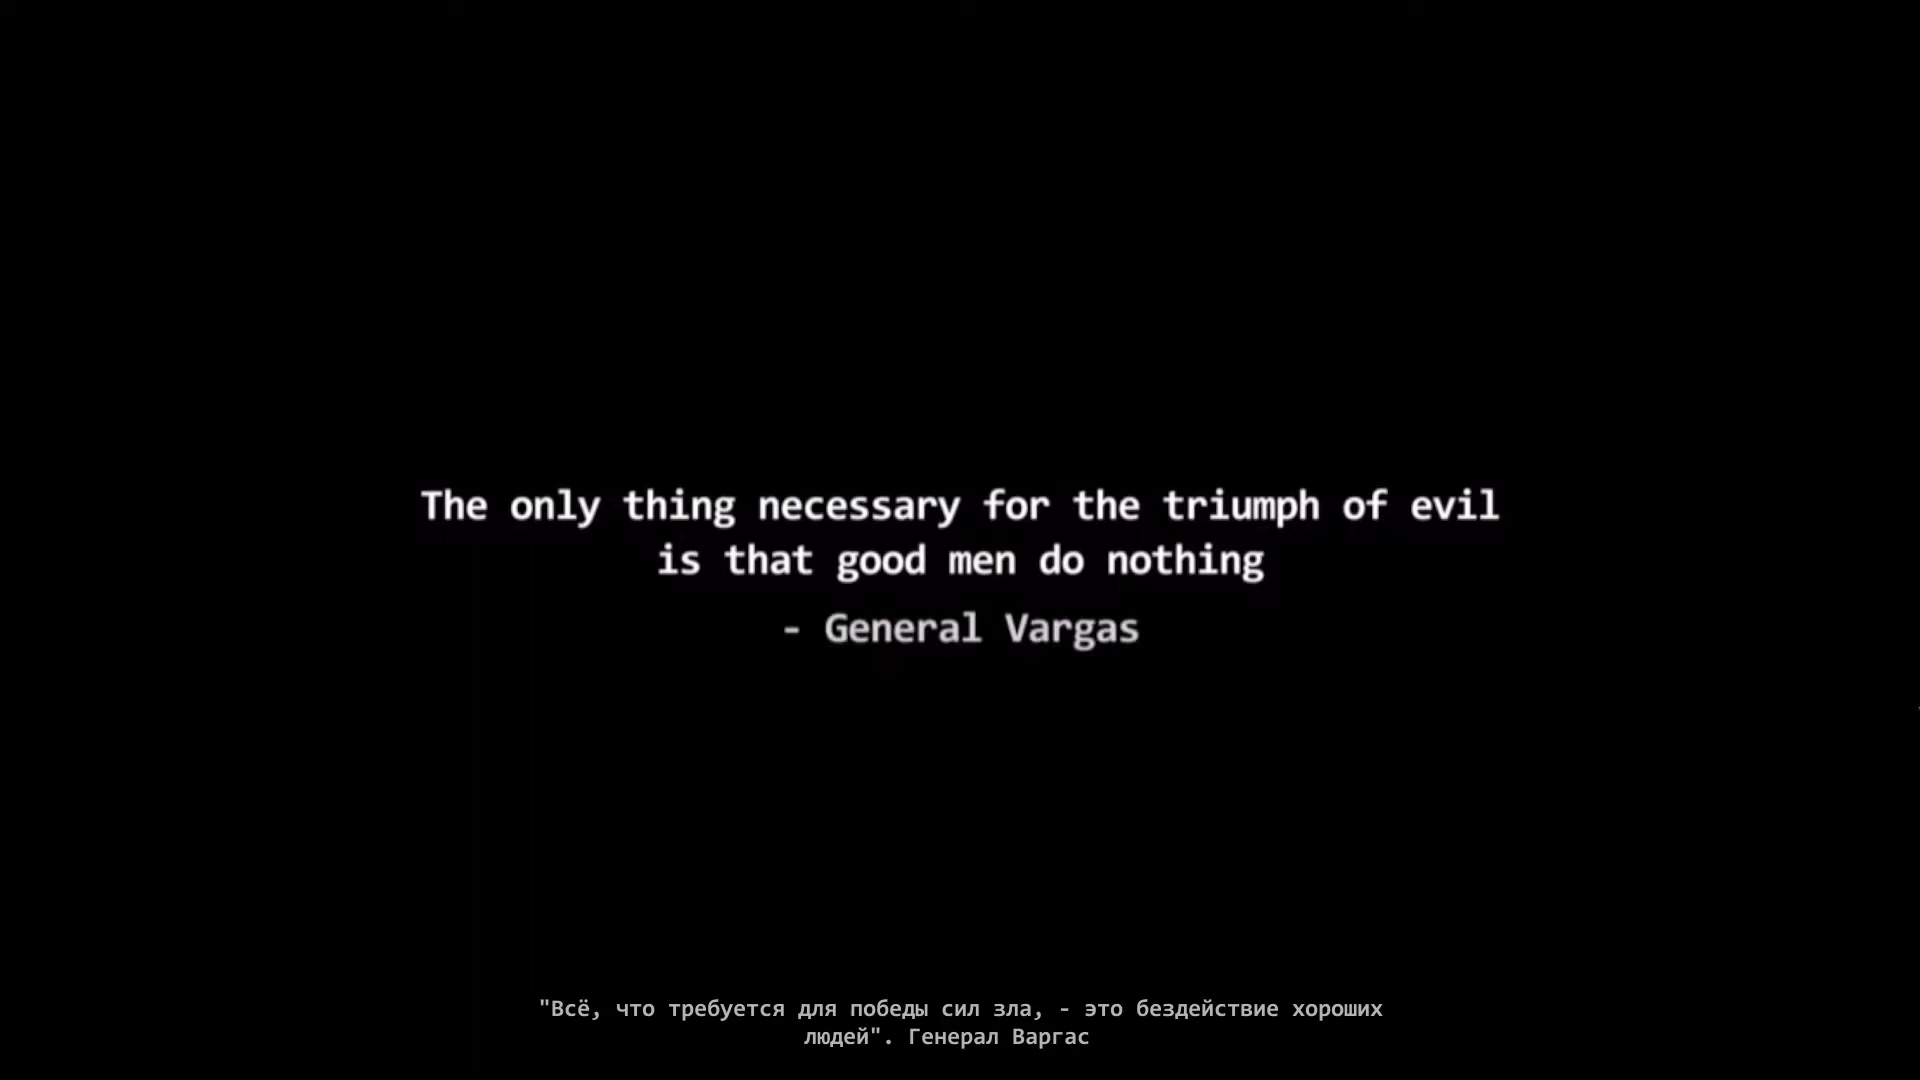 The only thing necessary for the triumph of evil
is that good men do nothing
- General Vargas
"Всё, что требуется для победы сил зла, - это бездействие хороших
людей". Генерал Варгас